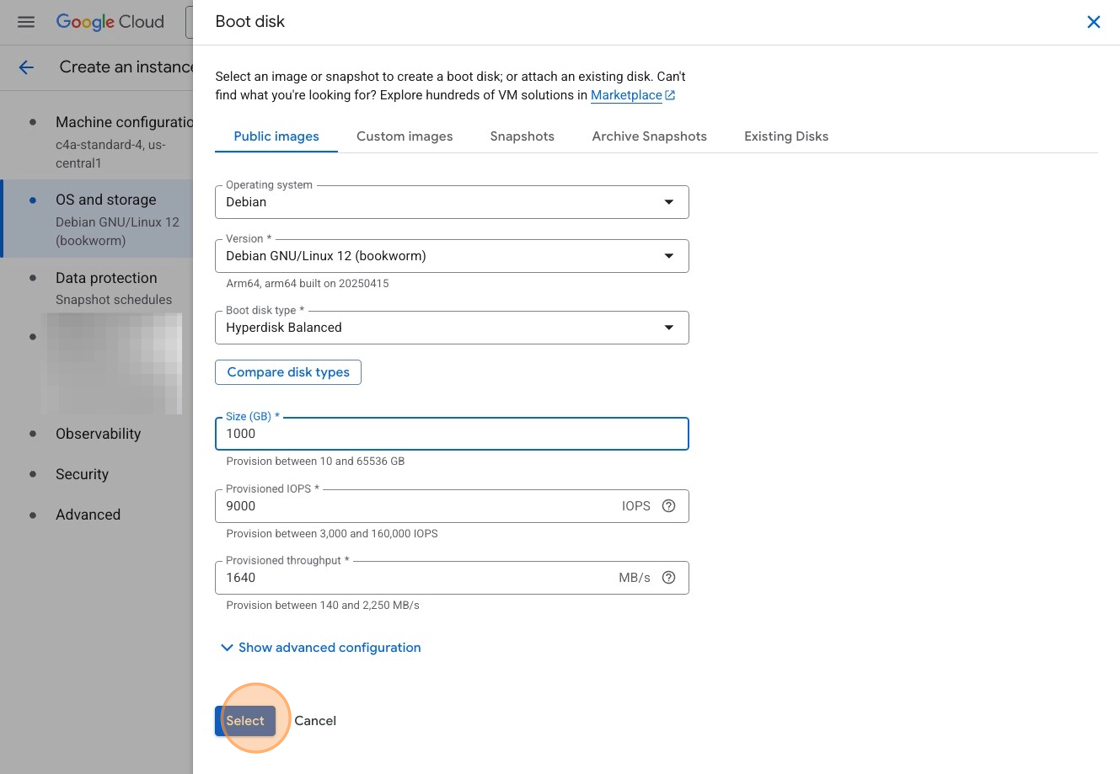 Google Cloud
Create an instance
Machine configuratio
c4a-standard-4, us-
central1
OS and storage
Debian GNU/Linux 12
(bookworm)
Data protection
Snapshot schedules
Observability
Security
Advanced
Boot disk
Select an image or snapshot to create a boot disk; or attach an existing disk. Can't
find what you're looking for? Explore hundreds of VM solutions in Marketplace
Public images
Custom images
Snapshots
Archive Snapshots
Existing Disks
Operating system
Debian
Version *
Debian GNU/Linux 12 (bookworm)
Arm64, arm64 built on 20250415
Boot disk type *
Hyperdisk Balanced
Compare disk types
Size (GB) *
1000
Provision between 10 and 65536 GB
Provisioned IOPS *
9000 IOPS
Provision between 3,000 and 160,000 IOPS
Provisioned throughput *
1640 MB/s
Provision between 140 and 2,250 MB/s
Show advanced configuration
Select
Cancel